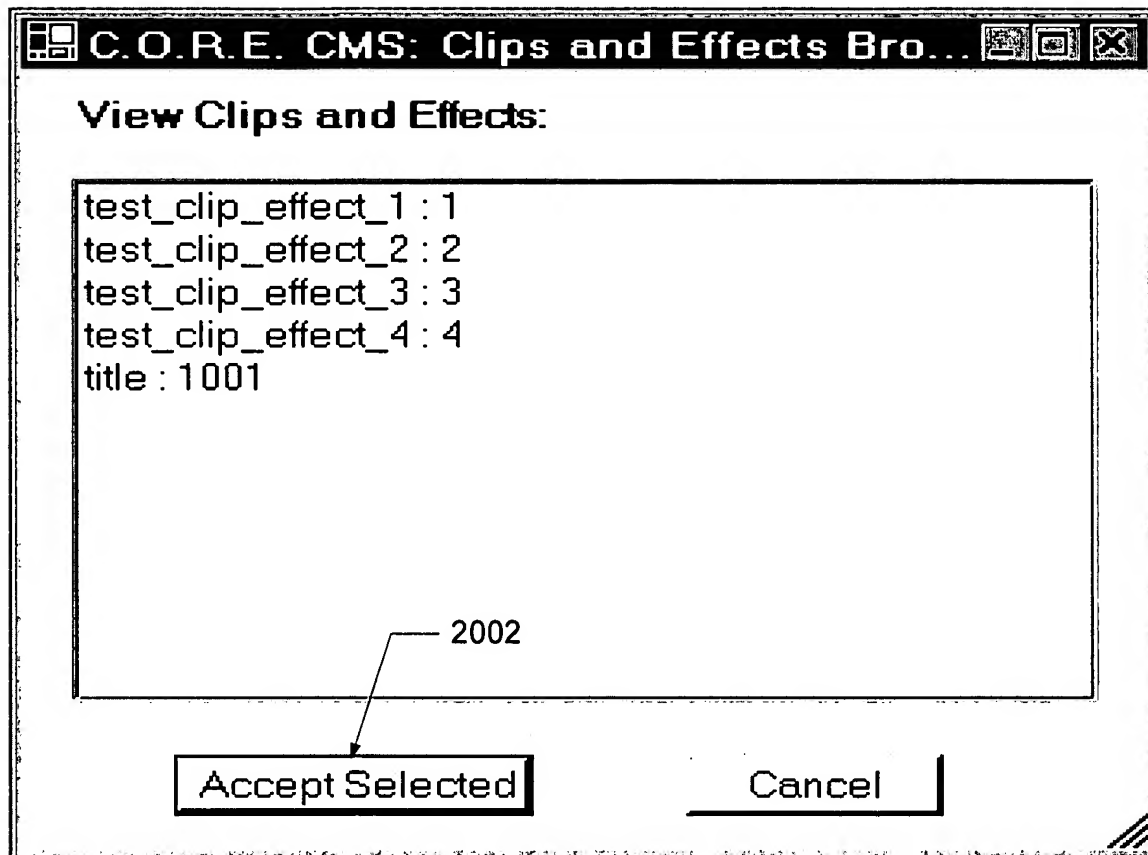 C.O.R.E. CMS: Clips and Effects Bro...
View Clips and Effects:
test_clip_effect_1 : 1
test_clip_effect_2 : 2
test_clip_effect_3 : 3
test_clip_effect_4 : 4
title : 1001
2002
Accept Selected
Cancel